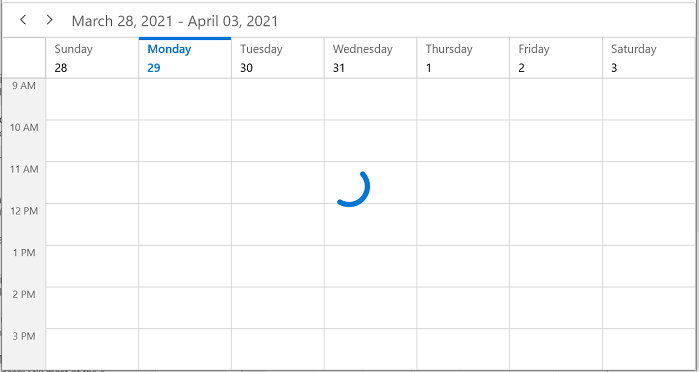 March 28, 2021 - April 03, 2021
Sunday Monday Tuesday Wednesday Thursday Friday Saturday
28 29 30 31 1 2 3
9 AM
10 AM
11 AM
12 PM
1 PM
2 PM
3 PM